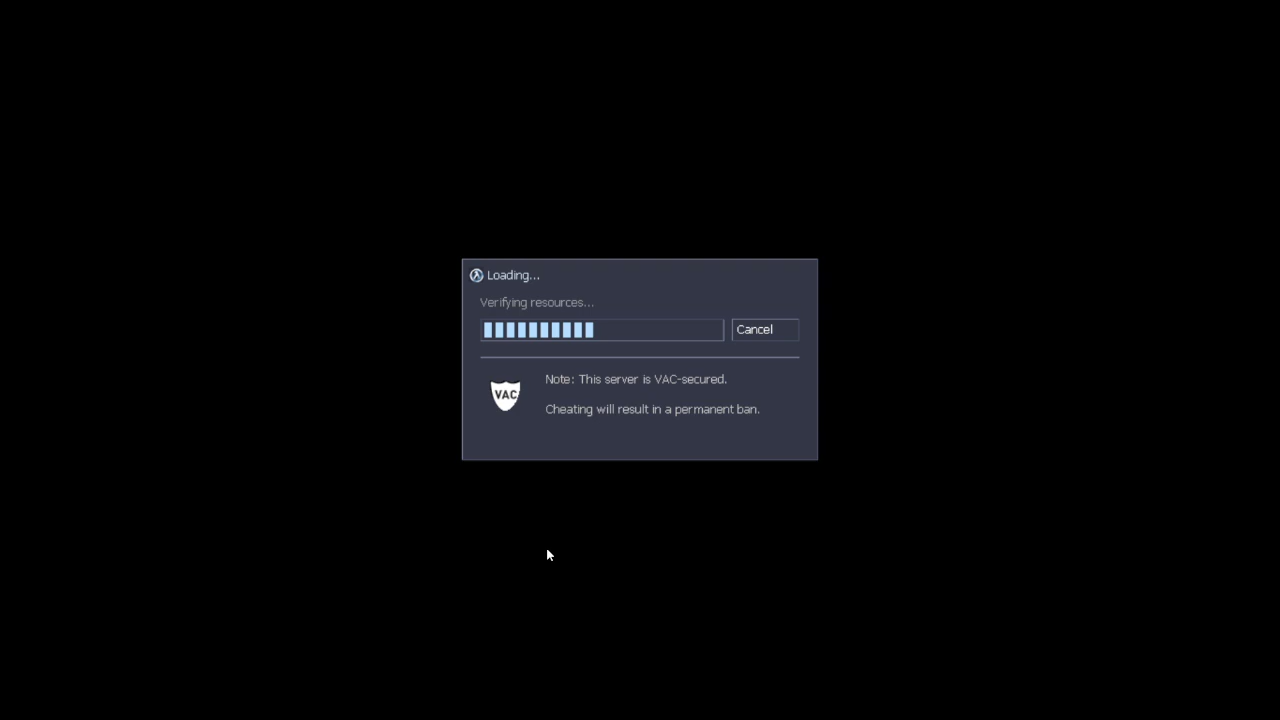 Loading...
Verifying resources...
Cancel
VAC
Note: This server is VAC-secured.
Cheating will result in a permanent ban.